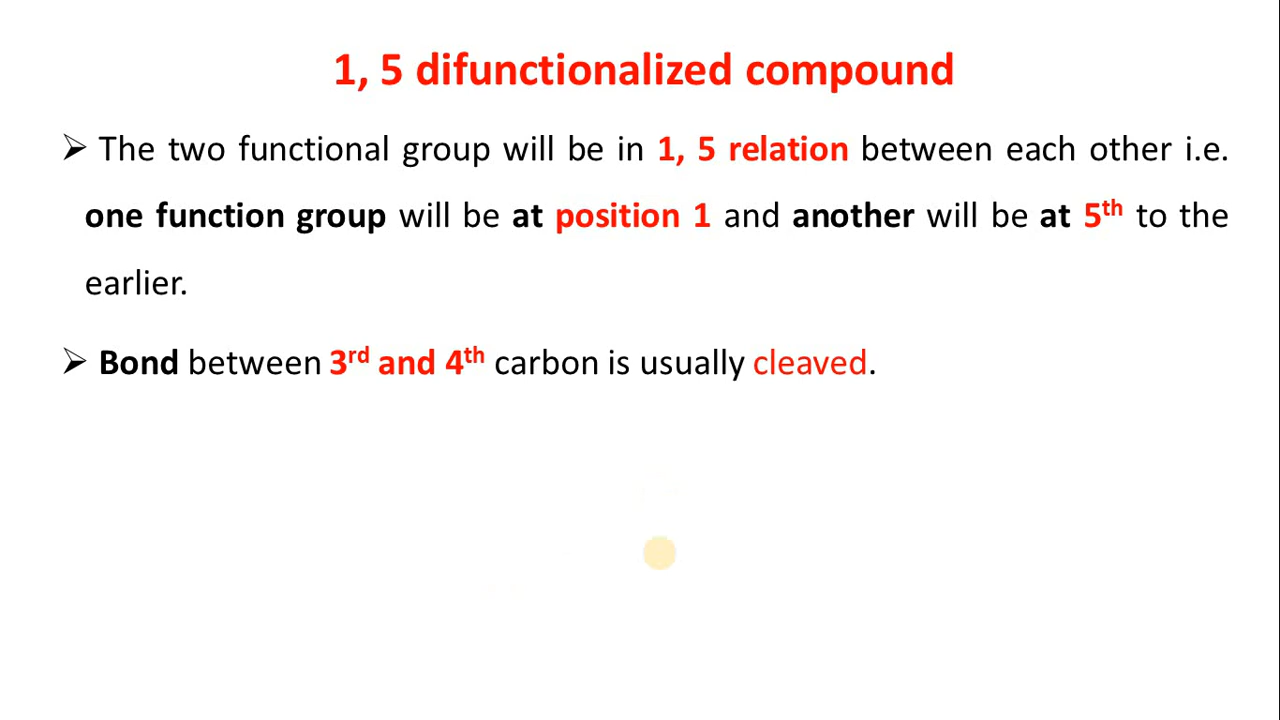 1, 5 difunctionalized compound
➢ The two functional group will be in 1, 5 relation between each other i.e.
one function group will be at position 1 and another will be at 5th to the
earlier.
➢ Bond between 3rd and 4th carbon is usually cleaved.